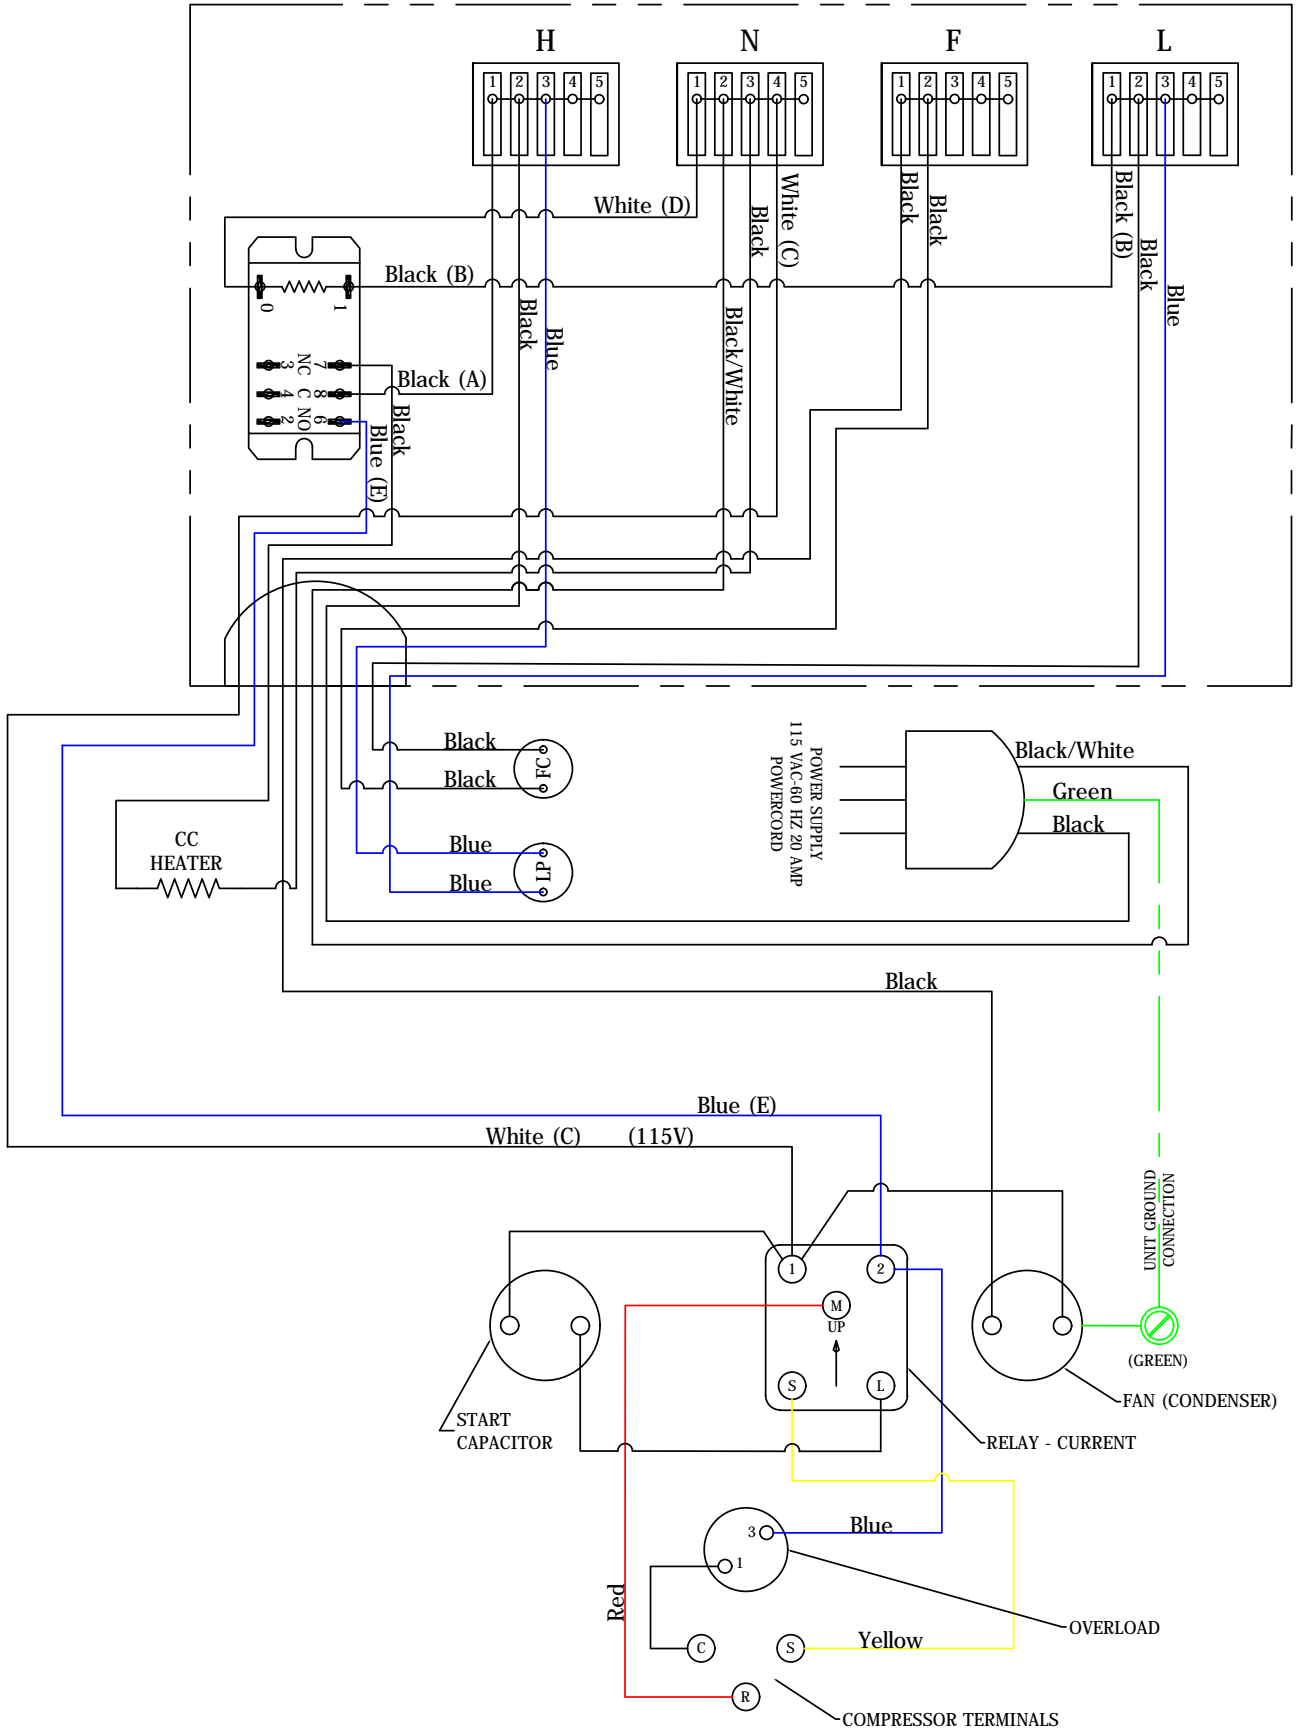 H
N
F
L
1
2
3
4
5
1
2
3
4
5
1
2
3
4
5
1
2
3
4
5
White (D)
White (C)
Black
Black
Black
Black (B)
Black
Blue
Black (B)
0
1
Black
Blue
Black/White
3
NC
7
4
C
8
2
NO
6
Black (A)
Black
Blue (E)
Black
Black
FC
Blue
Blue
LP
CC
HEATER
POWER SUPPLY
115 VAC-60 HZ 20 AMP
POWERCORD
Black/White
Green
Black
Black
Blue (E)
White (C) (115V)
UNIT GROUND
CONNECTION
1
2
M
UP
S
L
(GREEN)
FAN (CONDENSER)
START
CAPACITOR
RELAY - CURRENT
3
1
Blue
Red
OVERLOAD
C
S
Yellow
R
COMPRESSOR TERMINALS